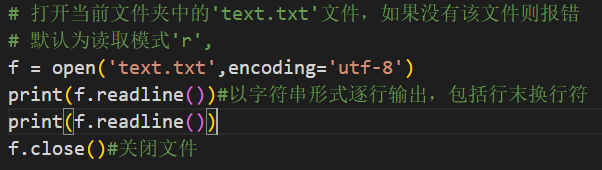 # 打开当前文件夹中的'text.txt'文件，如果没有该文件则报错
# 默认为读取模式'r',
f = open('text.txt',encoding='utf-8')
print(f.readline())#以字符串形式逐行输出，包括行末换行符
print(f.readline())
f.close()#关闭文件